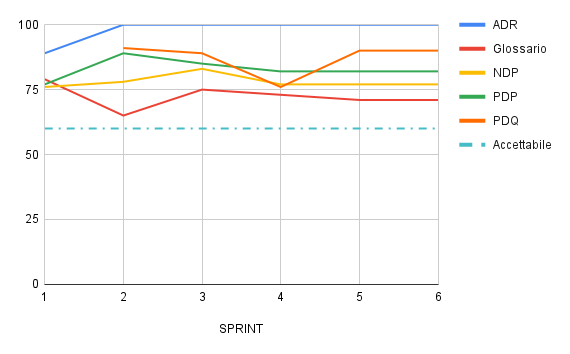 100
75
50
25
0
1 2 3 4 5 6
SPRINT
ADR
Glossario
NDP
PDP
PDQ
Accettabile